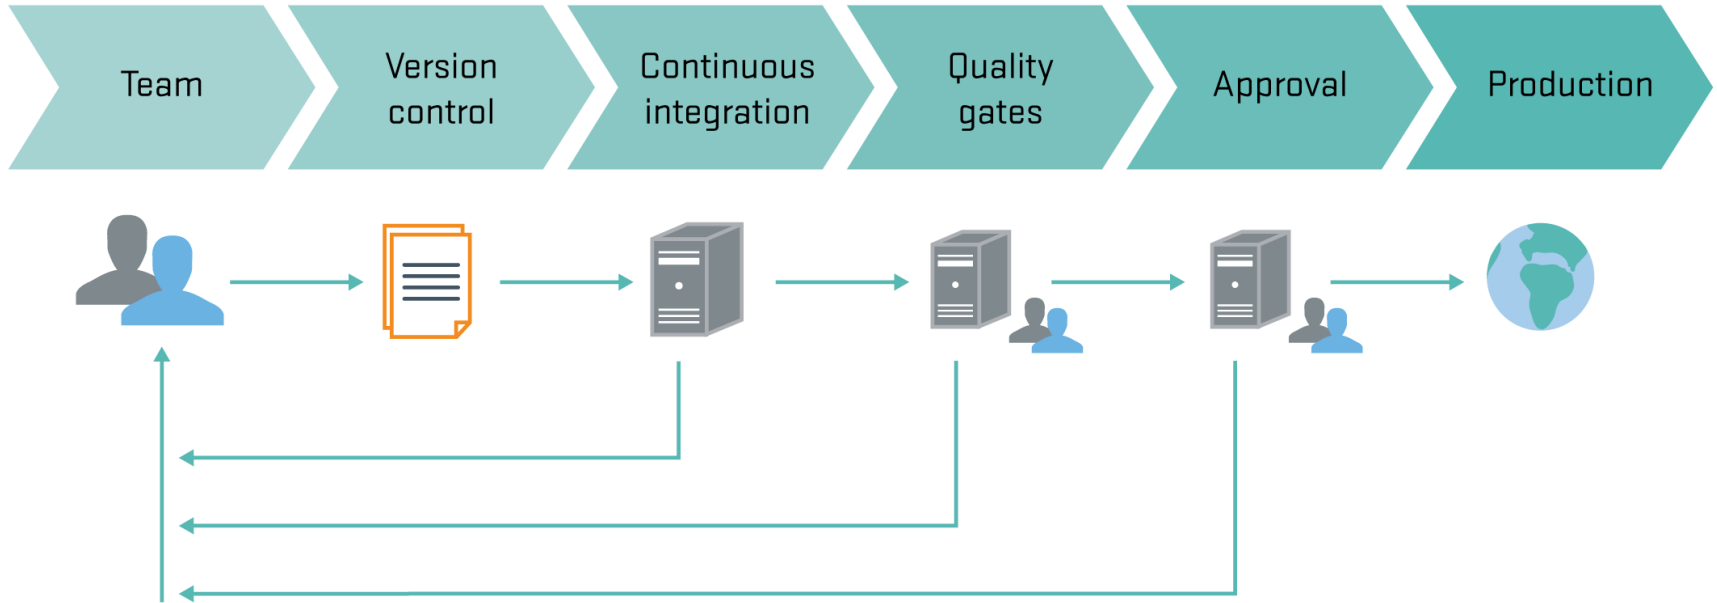 Team
Version
control
Continuous
integration
Quality
gates
Approval
Production